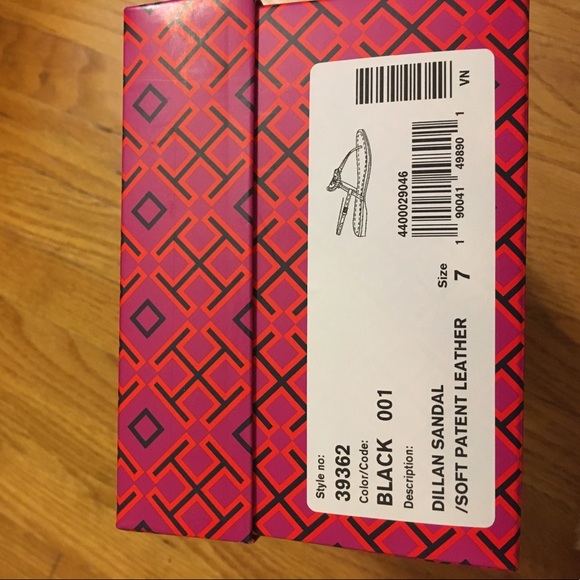 Style no:
39362
Color/Code:
BLACK 001
Description:
DILLAN SANDAL
/SOFT PATENT LEATHER
Size
7
4400029046
1 90041 49890 1
VN